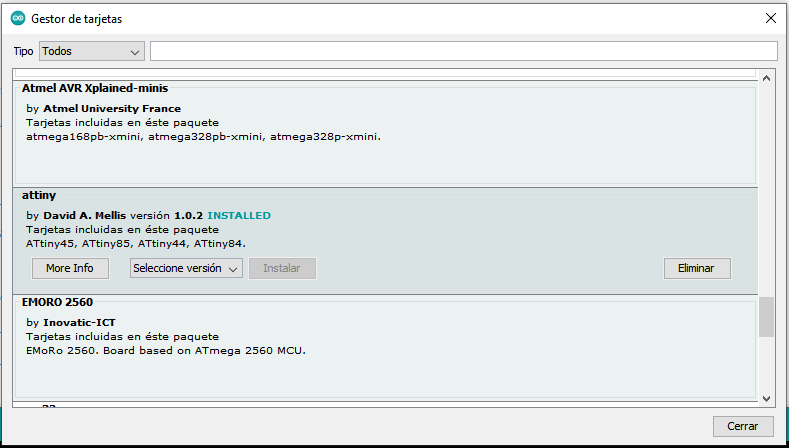 Gestor de tarjetas
Tipo Todos
Atmel AVR Xplained-minis
by Atmel University France
Tarjetas incluidas en éste paquete
atmega168pb-xmini, atmega328pb-xmini, atmega328p-xmini.
attiny
by David A. Mellis versión 1.0.2 INSTALLED
Tarjetas incluidas en éste paquete
ATtiny45, ATtiny85, ATtiny44, ATtiny84.
More Info Seleccione versión Instalar Eliminar
EMORO 2560
by Inovatic-ICT
Tarjetas incluidas en éste paquete
EMoRo 2560. Board based on ATmega 2560 MCU.
Cerrar